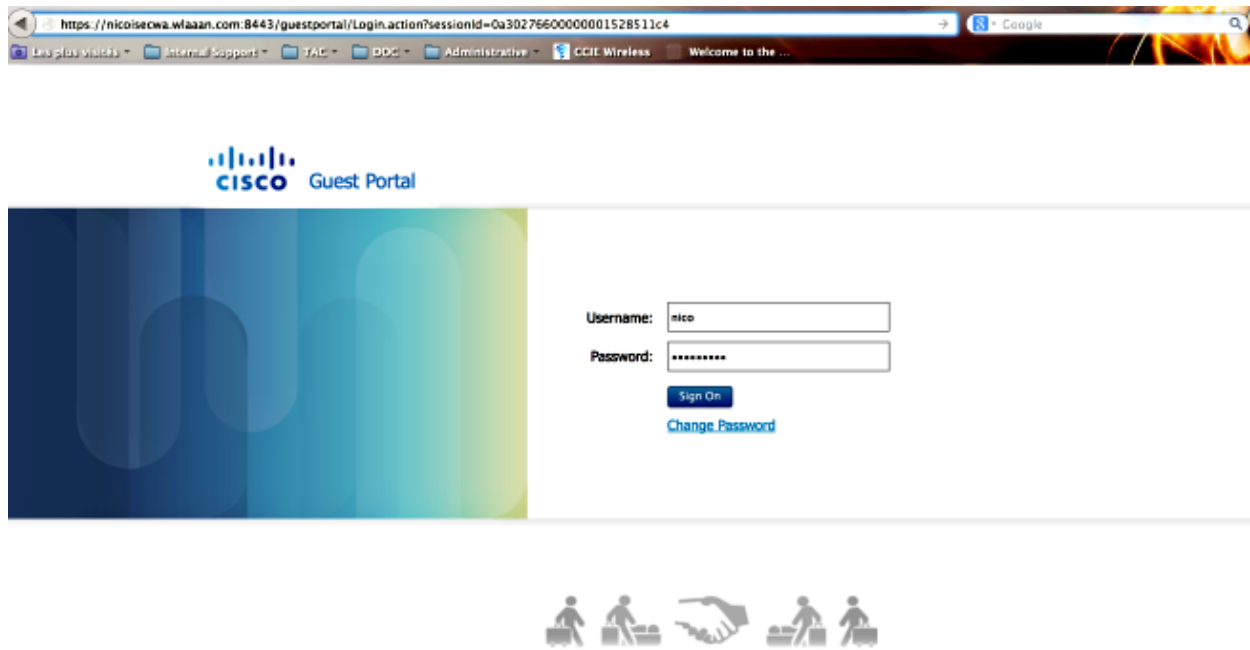 https://nicoisecwa.wlaaan.com:8443/guestportal/Login.action?sessionId=0a30276600000001528511c4
Google
Les plus visités Internal Support TAC DOC Administrative CCIE Wireless Welcome to the ...
CISCO Guest Portal
Username: nico
Password: •••••••••
Sign On
Change Password